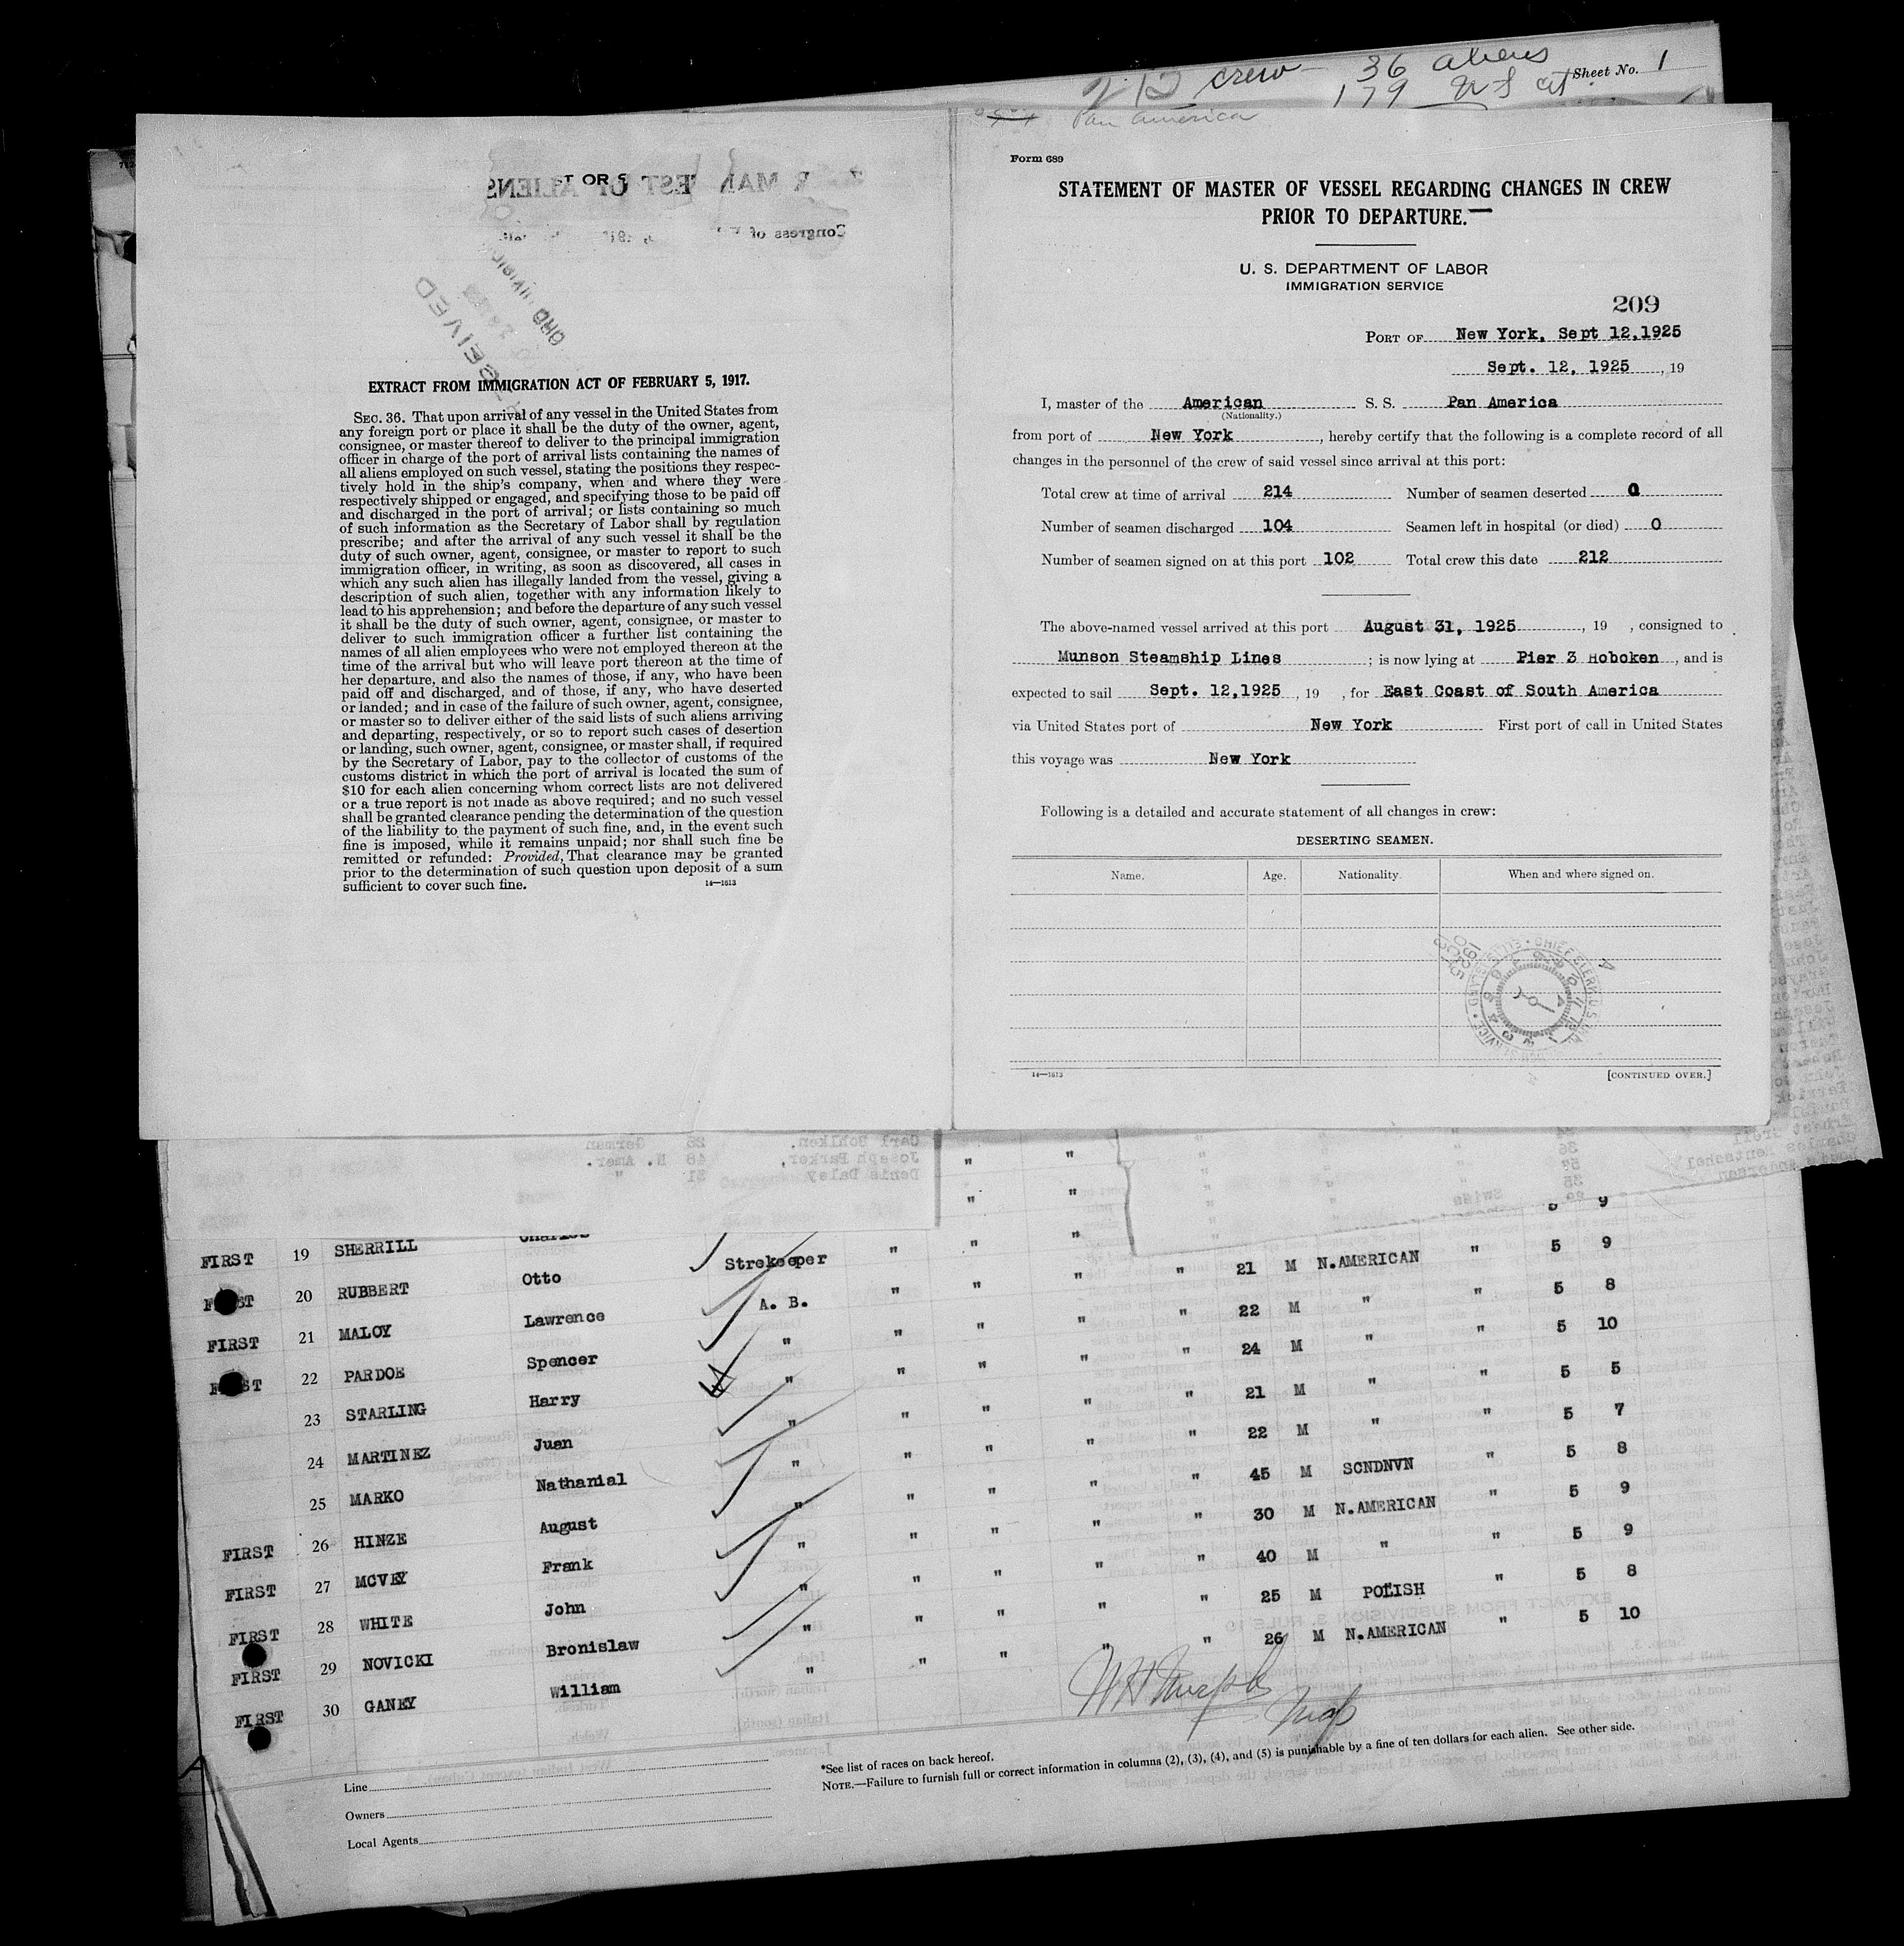 212 crew — 36 aliens
179 U S cit
Sheet No. 1
Pan America
EXTRACT FROM IMMIGRATION ACT OF FEBRUARY 5, 1917.
SEC. 36. That upon arrival of any vessel in the United States from
any foreign port or place it shall be the duty of the owner, agent,
consignee, or master thereof to deliver to the principal immigration
officer in charge of the port of arrival lists containing the names of
all aliens employed on such vessel, stating the positions they respec-
tively hold in the ship's company, when and where they were
respectively shipped or engaged, and specifying those to be paid off
and discharged in the port of arrival; or lists containing so much
of such information as the Secretary of Labor shall by regulation
prescribe; and after the arrival of any such vessel it shall be the
duty of such owner, agent, consignee, or master to report to such
immigration officer, in writing, as soon as discovered, all cases in
which any such alien has illegally landed from the vessel, giving a
description of such alien, together with any information likely to
lead to his apprehension; and before the departure of any such vessel
it shall be the duty of such owner, agent, consignee, or master to
deliver to such immigration officer a further list containing the
names of all alien employees who were not employed thereon at the
time of the arrival but who will leave port thereon at the time of
her departure, and also the names of those, if any, who have been
paid off and discharged, and of those, if any, who have deserted
or landed; and in case of the failure of such owner, agent, consignee,
or master so to deliver either of the said lists of such aliens arriving
and departing, respectively, or so to report such cases of desertion
or landing, such owner, agent, consignee, or master shall, if required
by the Secretary of Labor, pay to the collector of customs of the
customs district in which the port of arrival is located the sum of
$10 for each alien concerning whom correct lists are not delivered
or a true report is not made as above required; and no such vessel
shall be granted clearance pending the determination of the question
of the liability to the payment of such fine, and, in the event such
fine is imposed, while it remains unpaid; nor shall such fine be
remitted or refunded: Provided, That clearance may be granted
prior to the determination of such question upon deposit of a sum
sufficient to cover such fine. 14—1613
Form 689
STATEMENT OF MASTER OF VESSEL REGARDING CHANGES IN CREW
PRIOR TO DEPARTURE.
U. S. DEPARTMENT OF LABOR
IMMIGRATION SERVICE
209
PORT OF New York, Sept 12,1925
Sept. 12, 1925, 19
I, master of the American S. S. Pan America
(Nationality.)
from port of New York, hereby certify that the following is a complete record of all
changes in the personnel of the crew of said vessel since arrival at this port:
Total crew at time of arrival 214 Number of seamen deserted 0
Number of seamen discharged 104 Seamen left in hospital (or died) 0
Number of seamen signed on at this port 102 Total crew this date 212
The above-named vessel arrived at this port August 31, 1925, 19 , consigned to
Munson Steamship Lines; is now lying at Pier 3 Hoboken, and is
expected to sail Sept. 12,1925, 19 , for East Coast of South America
via United States port of New York First port of call in United States
this voyage was New York
Following is a detailed and accurate statement of all changes in crew:
DESERTING SEAMEN.
Name. Age. Nationality. When and where signed on.
14—1613 [CONTINUED OVER.]
" "
" " 5 9
FIRST 19 SHERRILL Charles Strekeeper " " " " 21 M N.AMERICAN " 5 9
FIRST 20 RUBBERT Otto A. B. " " " " 22 M " " 5 8
FIRST 21 MALOY Lawrence " " " " " 24 M " " 5 10
FIRST 22 PARDOE Spencer " " " " " 21 M " " 5 5
23 STARLING Harry " " " " " 22 M " " 5 7
24 MARTINEZ Juan " " " " " 45 M SCNDNVN " 5 8
25 MARKO Nathanial " " " " " 30 M N.AMERICAN " 5 9
FIRST 26 HINZE August " " " " " 40 M " " 5 9
FIRST 27 MCVEY Frank " " " " " 25 M POLISH " 5 8
FIRST 28 WHITE John " " " " " 26 M N.AMERICAN " 5 10
FIRST 29 NOVICKI Bronislaw
FIRST 30 GANEY William
Line
Owners
Local Agents
*See list of races on back hereof.
NOTE.—Failure to furnish full or correct information in columns (2), (3), (4), and (5) is punishable by a fine of ten dollars for each alien. See other side.